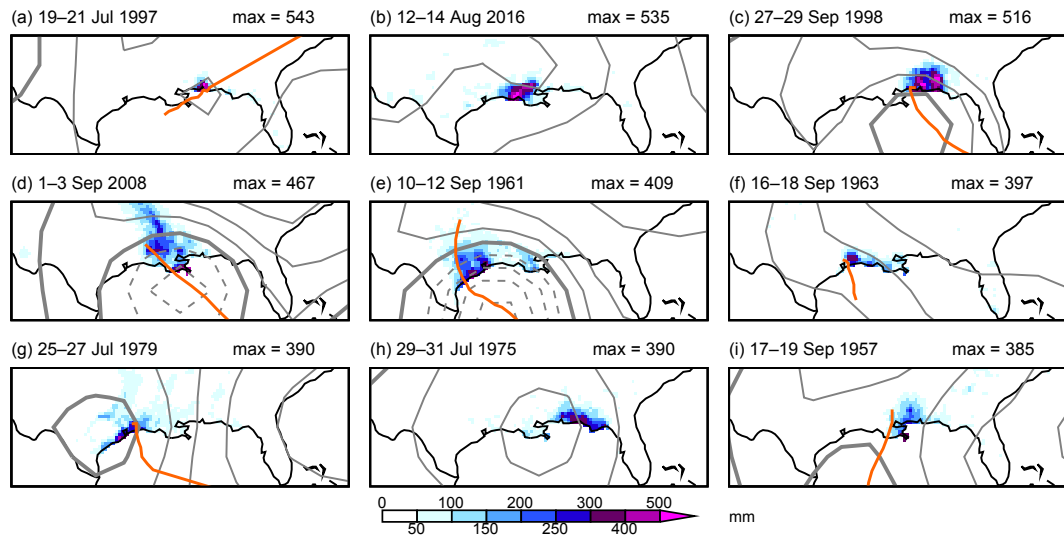 (a) 19–21 Jul 1997 max = 543
(b) 12–14 Aug 2016 max = 535
(c) 27–29 Sep 1998 max = 516
(d) 1–3 Sep 2008 max = 467
(e) 10–12 Sep 1961 max = 409
(f) 16–18 Sep 1963 max = 397
(g) 25–27 Jul 1979 max = 390
(h) 29–31 Jul 1975 max = 390
(i) 17–19 Sep 1957 max = 385
0 100 200 300 500
50 150 250 400
mm